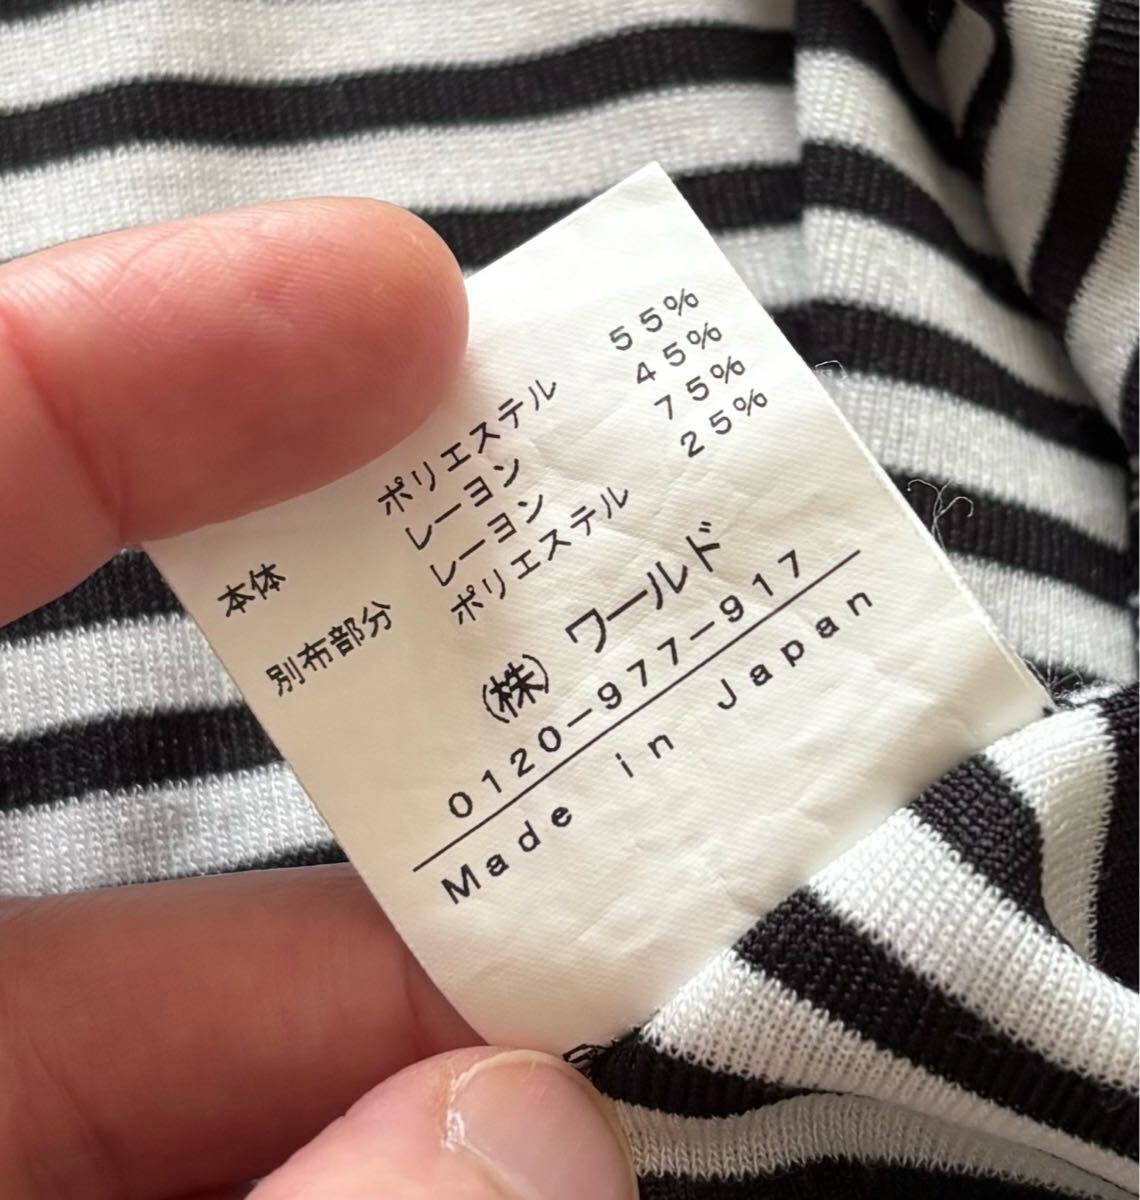 本体 ポリエステル 55%
レーヨン 45%
別布部分 レーヨン 75%
ポリエステル 25%
(株) ワールド
0120-977-917
Made in Japan